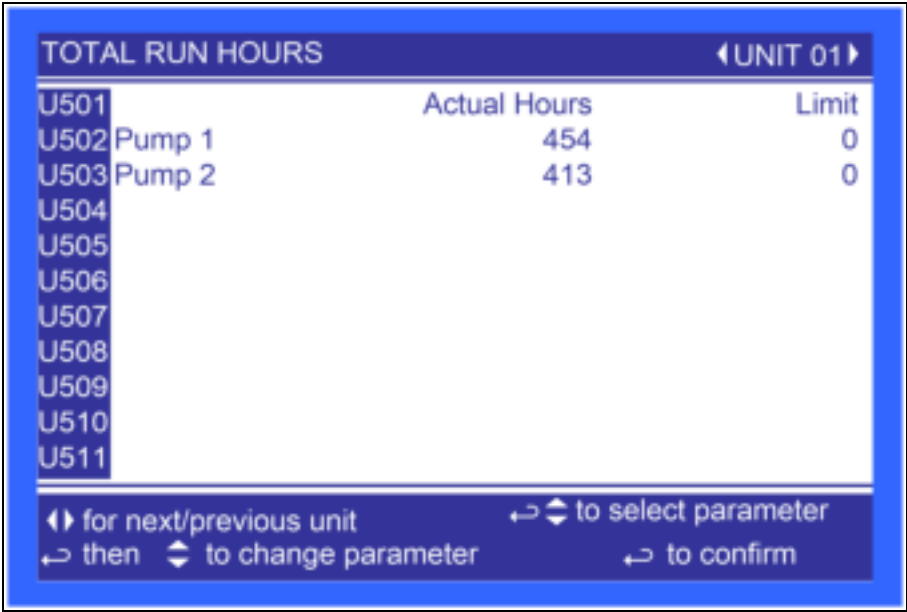 TOTAL RUN HOURS UNIT 01
U501 Actual Hours Limit
U502 Pump 1 454 0
U503 Pump 2 413 0
U504
U505
U506
U507
U508
U509
U510
U511
for next/previous unit to select parameter
then to change parameter to confirm